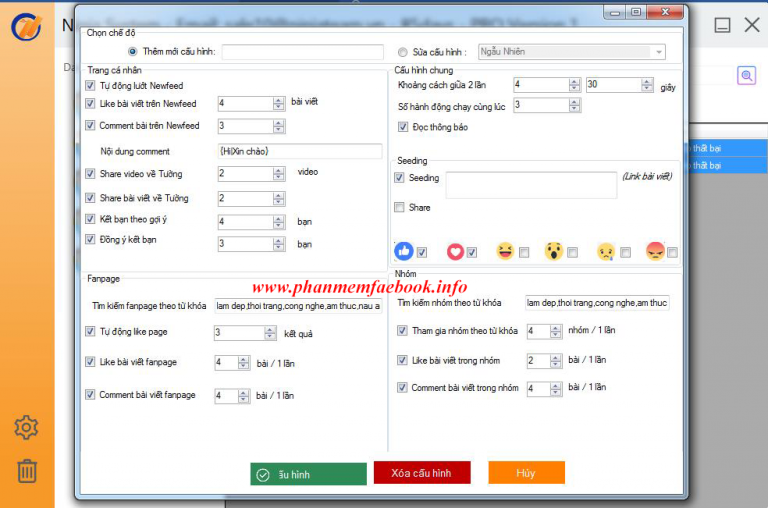 Chọn chế độ
Thêm mới cấu hình:
Sửa cấu hình :
Ngẫu Nhiên
Trang cá nhân
Tự động lướt Newfeed
Like bài viết trên Newfeed
4
bài viết
Comment bài trên Newfeed
3
Nội dung comment
{Hi|Xin chào}
Share video về Tường
2
video
Share bài viết về Tường
2
Kết bạn theo gợi ý
4
bạn
Đồng ý kết bạn
3
bạn
Cấu hình chung
Khoảng cách giữa 2 lần
4
30
giây
Số hành động chạy cùng lúc
3
Đọc thông báo
Seeding
Seeding
(Link bài viết)
Share
www.phanmemfaebook.info
Fanpage
Tìm kiếm fanpage theo từ khóa
lam dep,thoi trang,cong nghe,am thuc,nau a
Tự động like page
3
kết quả
Like bài viết fanpage
4
bài / 1 lần
Comment bài viết fanpage
4
bài / 1 lần
Nhóm
Tìm kiếm nhóm theo từ khóa
lam dep,thoi trang,cong nghe,am thuc
Tham gia nhóm theo từ khóa
4
nhóm / 1 lần
Like bài viết trong nhóm
2
bài / 1 lần
Comment bài viết trong nhóm
4
bài / 1 lần
thất bại
thất bại
cấu hình
Xóa cấu hình
Hủy